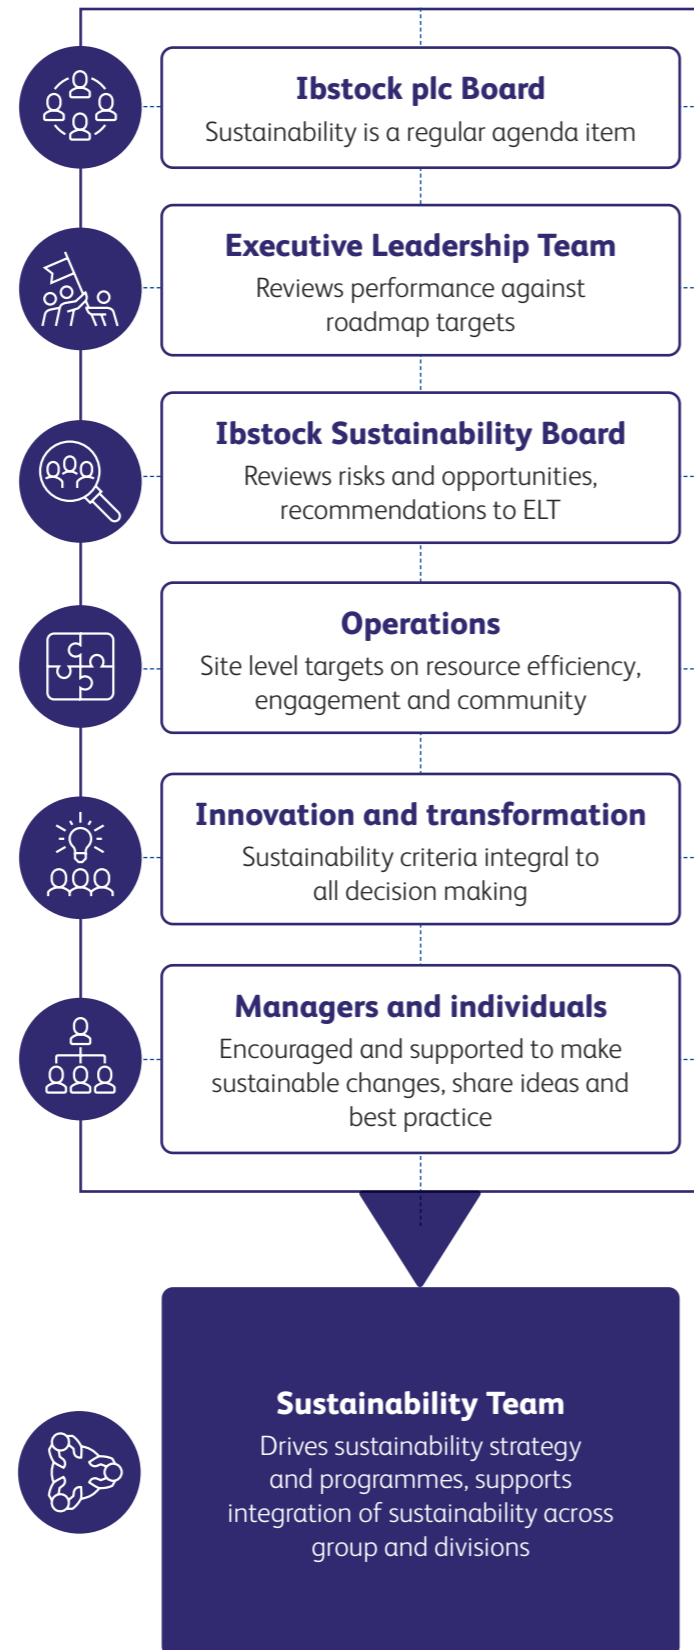 Ibstock plc Board
Sustainability is a regular agenda item
Executive Leadership Team
Reviews performance against
roadmap targets
Ibstock Sustainability Board
Reviews risks and opportunities,
recommendations to ELT
Operations
Site level targets on resource efficiency,
engagement and community
Innovation and transformation
Sustainability criteria integral to
all decision making
Managers and individuals
Encouraged and supported to make
sustainable changes, share ideas and
best practice
Sustainability Team
Drives sustainability strategy
and programmes, supports
integration of sustainability across
group and divisions